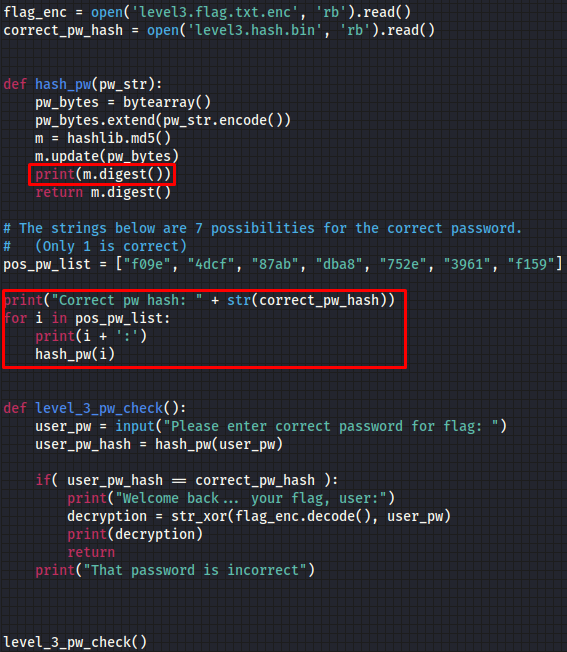 flag_enc = open('level3.flag.txt.enc', 'rb').read()
correct_pw_hash = open('level3.hash.bin', 'rb').read()
def hash_pw(pw_str):
    pw_bytes = bytearray()
    pw_bytes.extend(pw_str.encode())
    m = hashlib.md5()
    m.update(pw_bytes)
    print(m.digest())
    return m.digest()
# The strings below are 7 possibilities for the correct password.
#   (Only 1 is correct)
pos_pw_list = ["f09e", "4dcf", "87ab", "dba8", "752e", "3961", "f159"]
print("Correct pw hash: " + str(correct_pw_hash))
for i in pos_pw_list:
    print(i + ':')
    hash_pw(i)
def level_3_pw_check():
    user_pw = input("Please enter correct password for flag: ")
    user_pw_hash = hash_pw(user_pw)
    if( user_pw_hash == correct_pw_hash ):
        print("Welcome back... your flag, user:")
        decryption = str_xor(flag_enc.decode(), user_pw)
        print(decryption)
        return
    print("That password is incorrect")
level_3_pw_check()